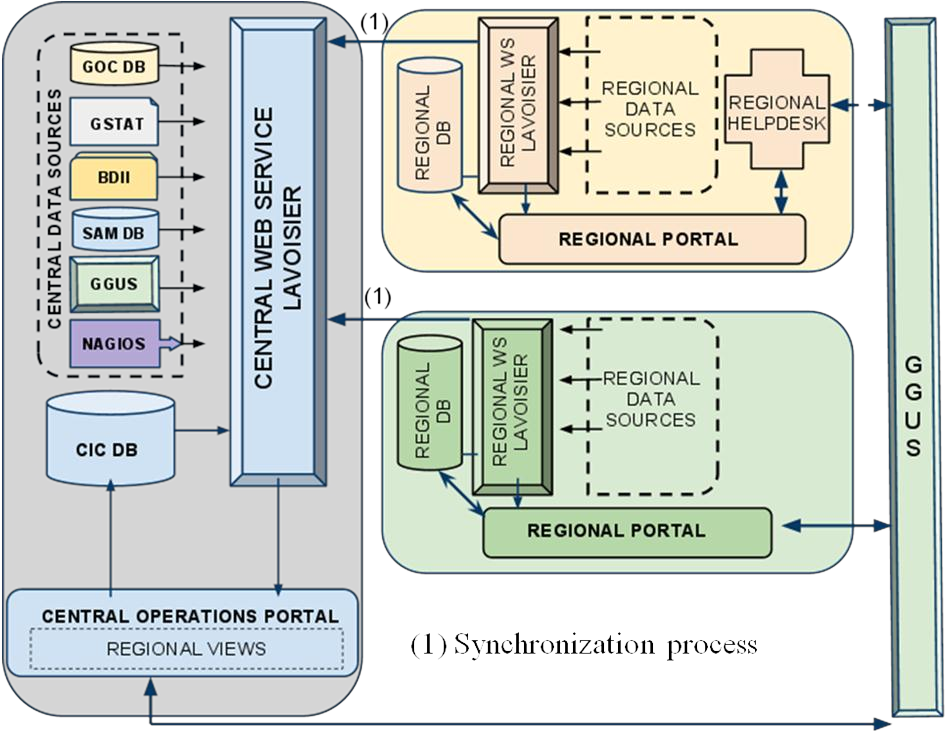 CENTRAL DATA SOURCES
GOC DB
GSTAT
BDII
SAM DB
GGUS
NAGIOS
CIC DB
CENTRAL WEB SERVICE
LAVOISIER
CENTRAL OPERATIONS PORTAL
REGIONAL VIEWS
(1)
REGIONAL
DB
REGIONAL WS
LAVOISIER
REGIONAL
DATA
SOURCES
REGIONAL
HELPDESK
REGIONAL PORTAL
(1)
REGIONAL
DB
REGIONAL WS
LAVOISIER
REGIONAL
DATA
SOURCES
REGIONAL PORTAL
GGUS
(1) Synchronization process